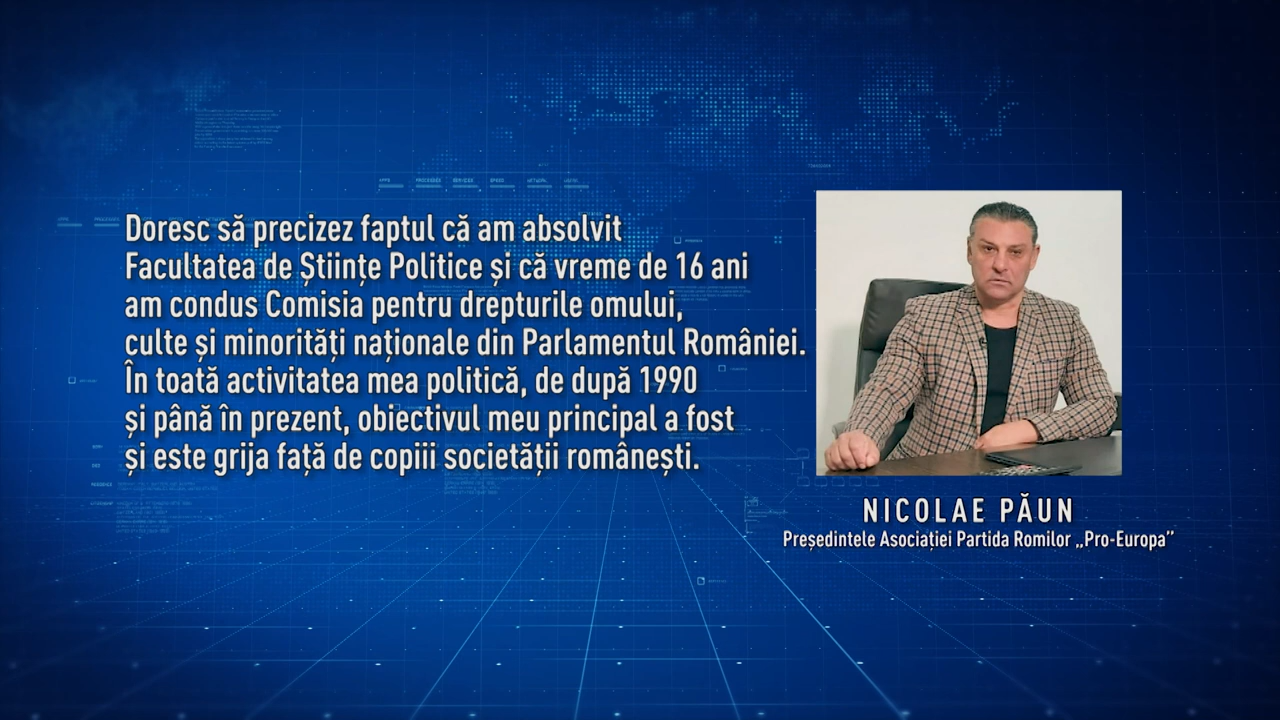 Doresc să precizez faptul că am absolvit
Facultatea de Științe Politice și că vreme de 16 ani
am condus Comisia pentru drepturile omului,
culte și minorități naționale din Parlamentul României.
În toată activitatea mea politică, de după 1990
și până în prezent, obiectivul meu principal a fost
și este grija față de copiii societății românești.
NICOLAE PĂUN
Președintele Asociației Partida Romilor „Pro-Europa”